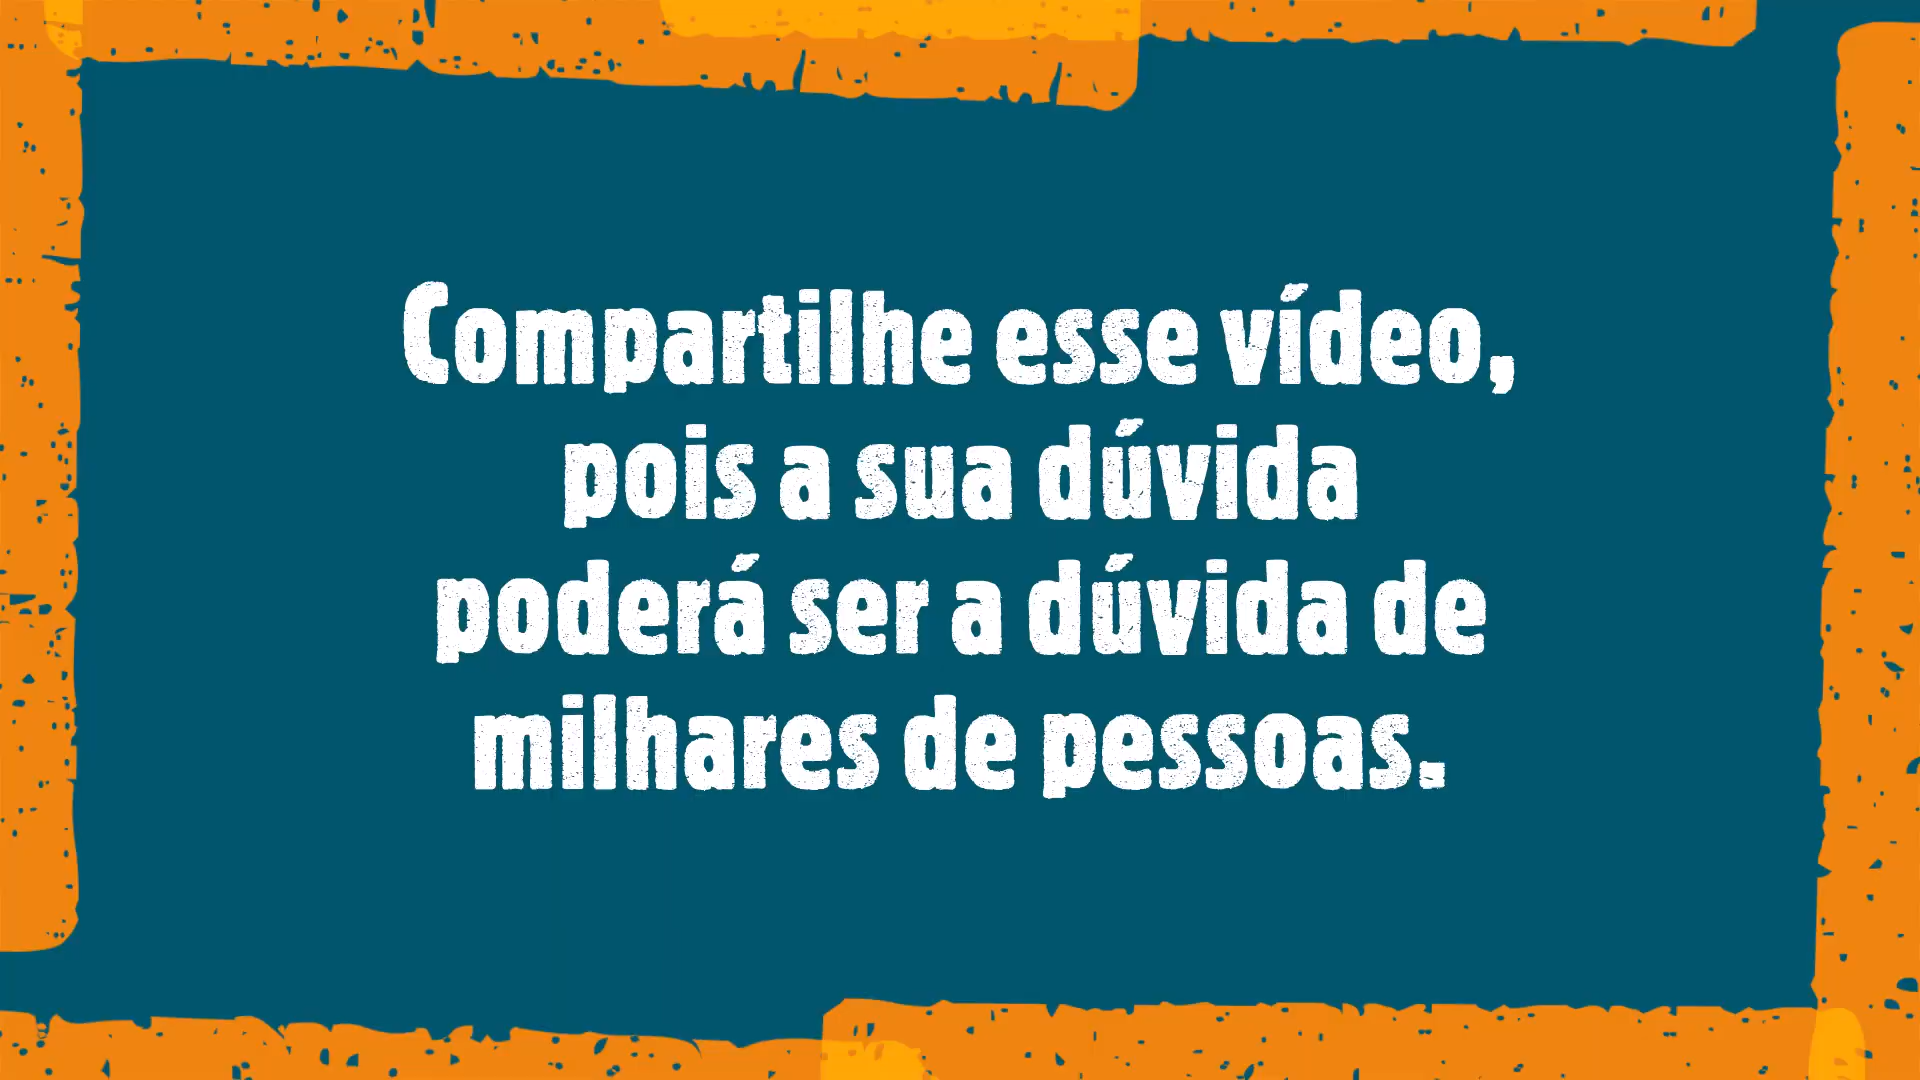 Compartilhe esse vídeo,
pois a sua dúvida
poderá ser a dúvida de
milhares de pessoas.